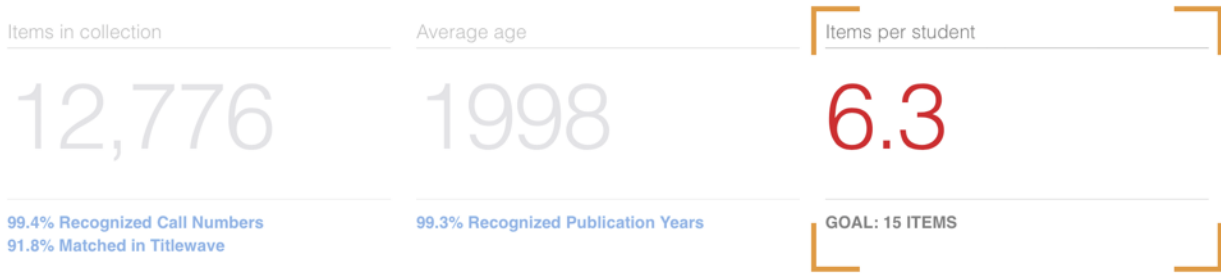 Items in collection
12,776
99.4% Recognized Call Numbers
91.8% Matched in Titlewave
Average age
1998
99.3% Recognized Publication Years
Items per student
6.3
GOAL: 15 ITEMS